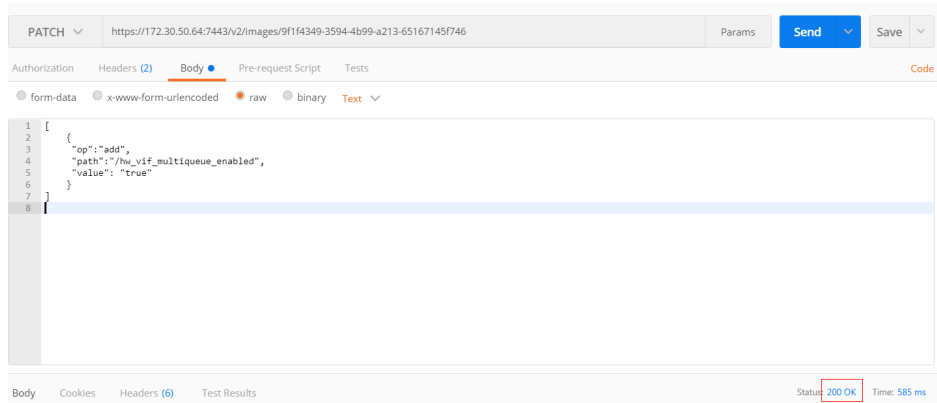 PATCH https://172.30.50.64:7443/v2/images/9f1f4349-3594-4b99-a213-65167145f746 Params Send Save
Authorization Headers (2) Body Pre-request Script Tests Code
form-data x-www-form-urlencoded raw binary Text
1 [
2 {
3 "op":"add",
4 "path":"/hw_vif_multiqueue_enabled",
5 "value": "true"
6 }
7 ]
8
Body Cookies Headers (6) Test Results Status: 200 OK Time: 585 ms